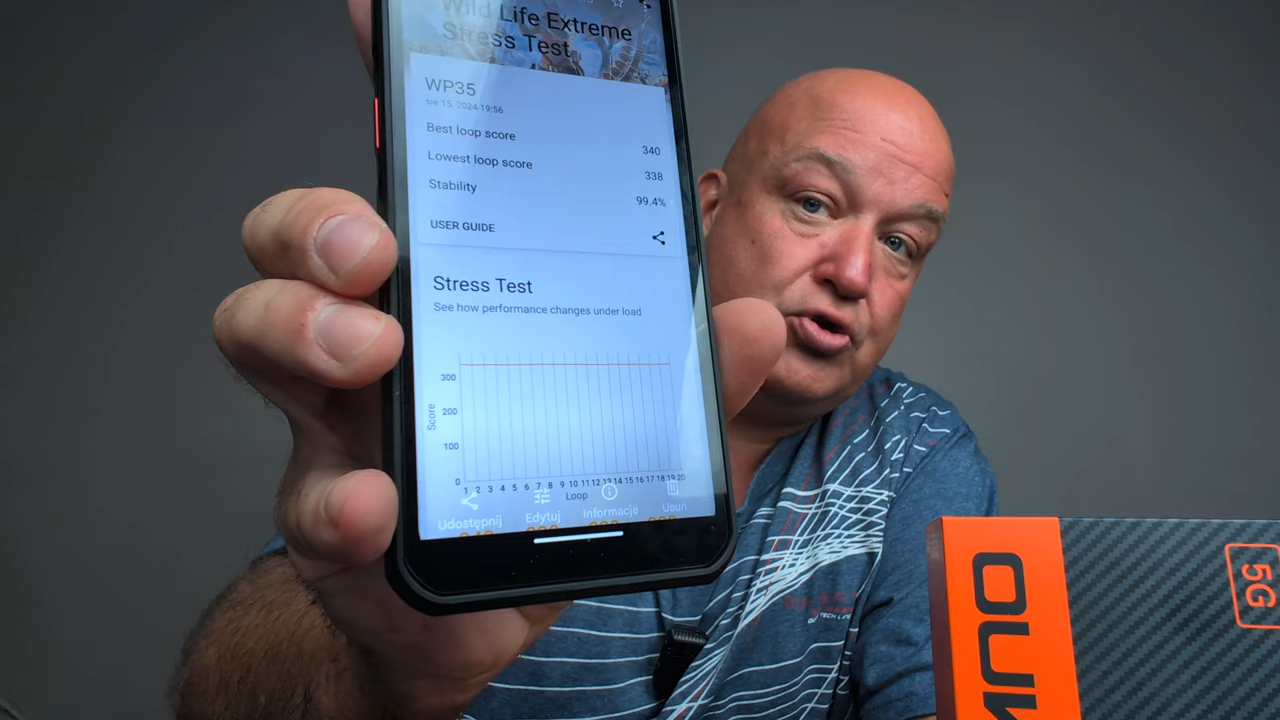 Wild Life Extreme
Stress Test
WP35
sie 15, 2024 19:56
Best loop score 340
Lowest loop score 338
Stability 99.4%
USER GUIDE
Stress Test
See how performance changes under load
300
200
100
0
Score
1 2 3 4 5 6 7 8 9 10 11 12 13 14 15 16 17 18 19 20
Loop
Udostępnij Edytuj Informacje Usuń
OUK
5G